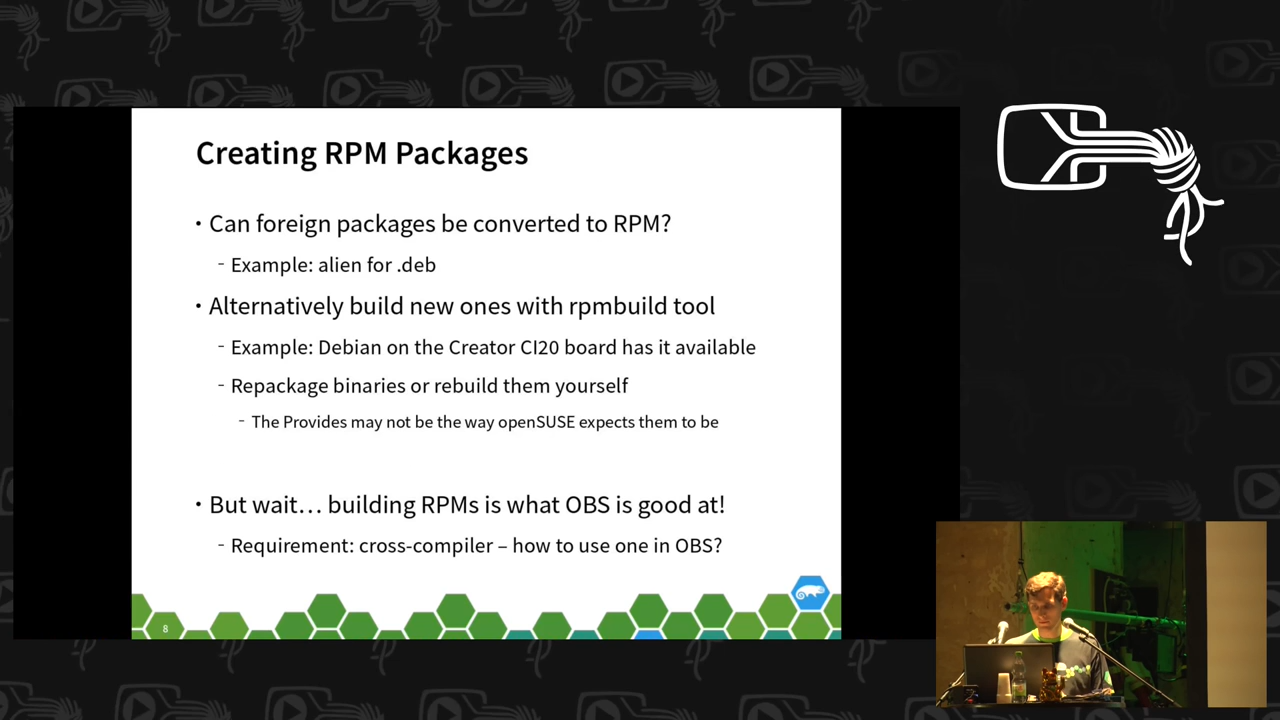 Creating RPM Packages
• Can foreign packages be converted to RPM?
- Example: alien for .deb
• Alternatively build new ones with rpmbuild tool
- Example: Debian on the Creator CI20 board has it available
- Repackage binaries or rebuild them yourself
- The Provides may not be the way openSUSE expects them to be
• But wait… building RPMs is what OBS is good at!
- Requirement: cross-compiler – how to use one in OBS?
8